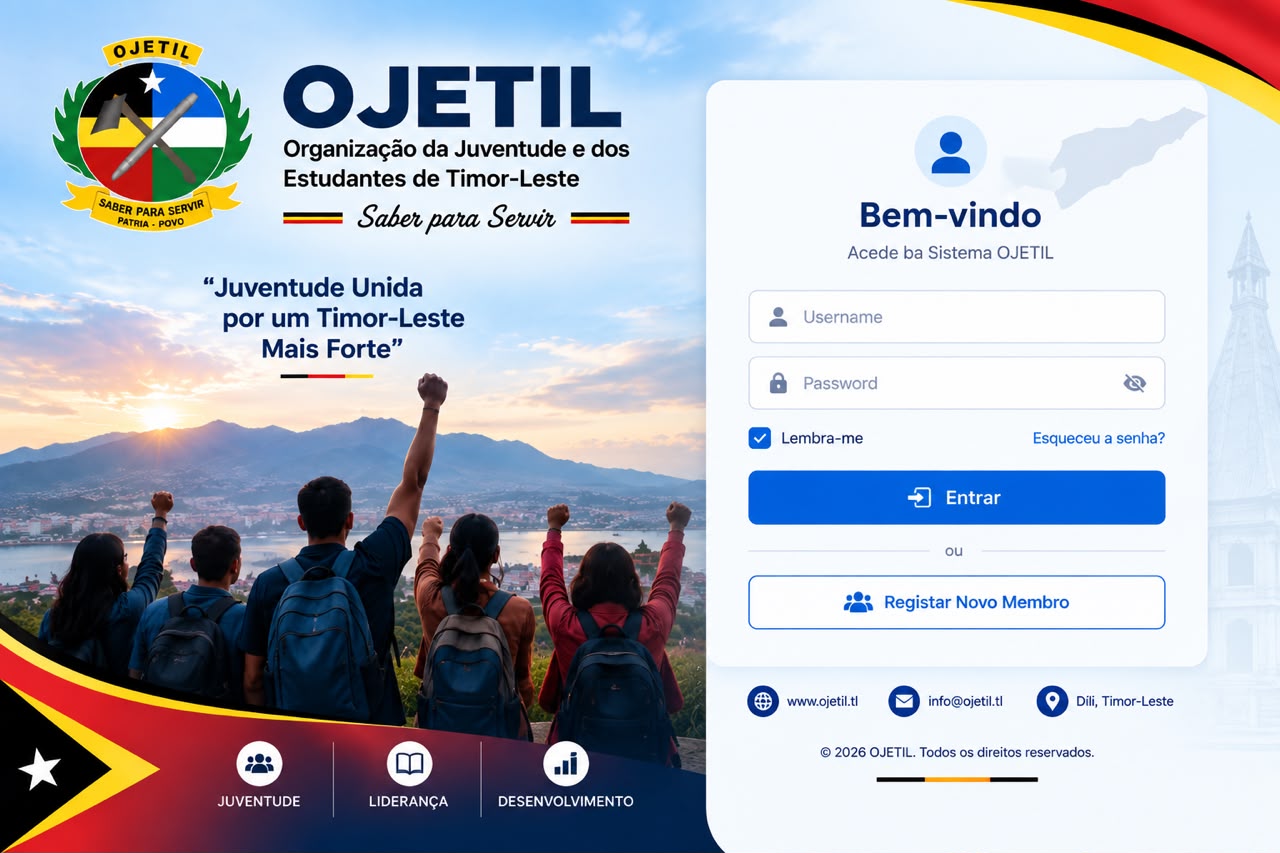 OJETIL
SABER PARA SERVIR
PATRIA - POVO
OJETIL
Organização da Juventude e dos
Estudantes de Timor-Leste
Saber para Servir
“Juventude Unida
por um Timor-Leste
Mais Forte”
JUVENTUDE
LIDERANÇA
DESENVOLVIMENTO
Bem-vindo
Acede ba Sistema OJETIL
Username
Password
Lembra-me
Esqueceu a senha?
Entrar
ou
Registar Novo Membro
www.ojetil.tl
info@ojetil.tl
Díli, Timor-Leste
© 2026 OJETIL. Todos os direitos reservados.